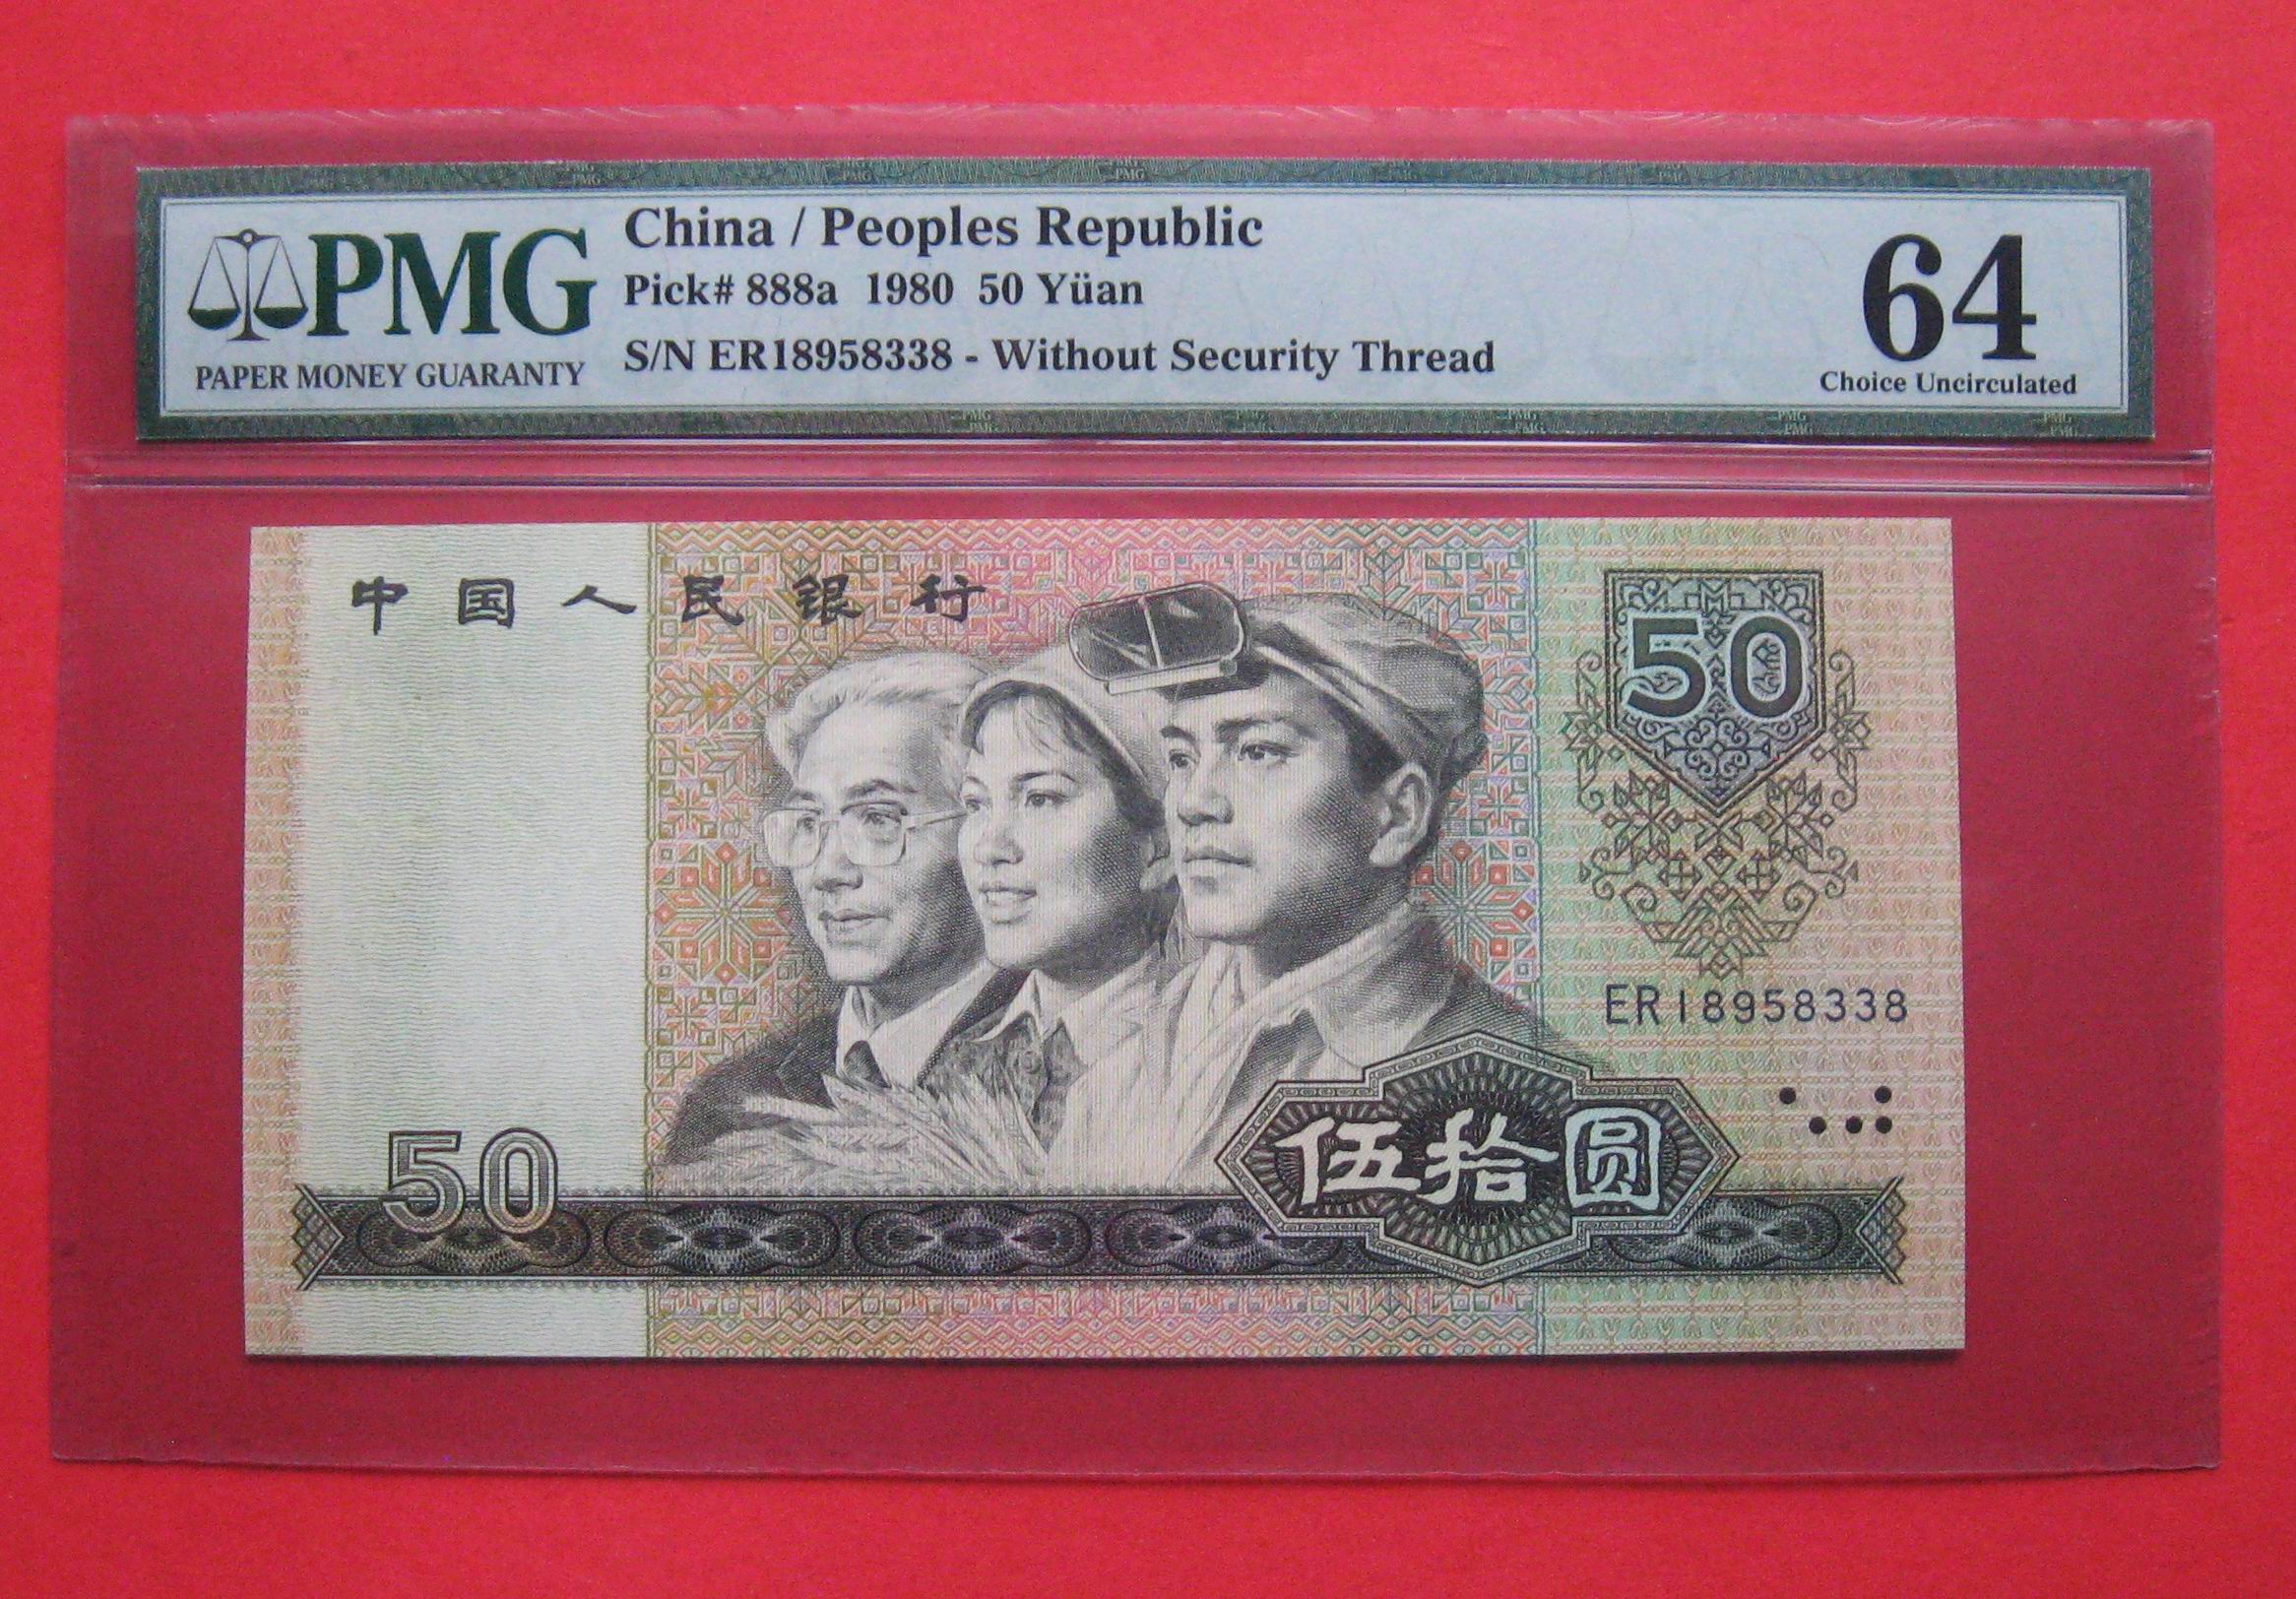 PMG
PAPER MONEY GUARANTY
China / Peoples Republic
Pick# 888a 1980 50 Yüan
S/N ER18958338 - Without Security Thread
64
Choice Uncirculated
中国人民银行
50
ER18958338
50
伍拾圆